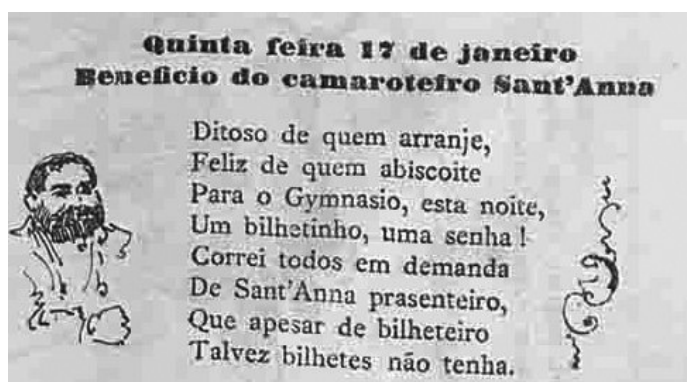 Quinta feira 17 de janeiro
Beneficio do camaroteiro Sant'Anna
Ditoso de quem arranje,
Feliz de quem abiscoite
Para o Gymnasio, esta noite,
Um bilhetinho, uma senha!
Correi todos em demanda
De Sant'Anna prasenteiro,
Que apesar de bilheteiro
Talvez bilhetes não tenha.